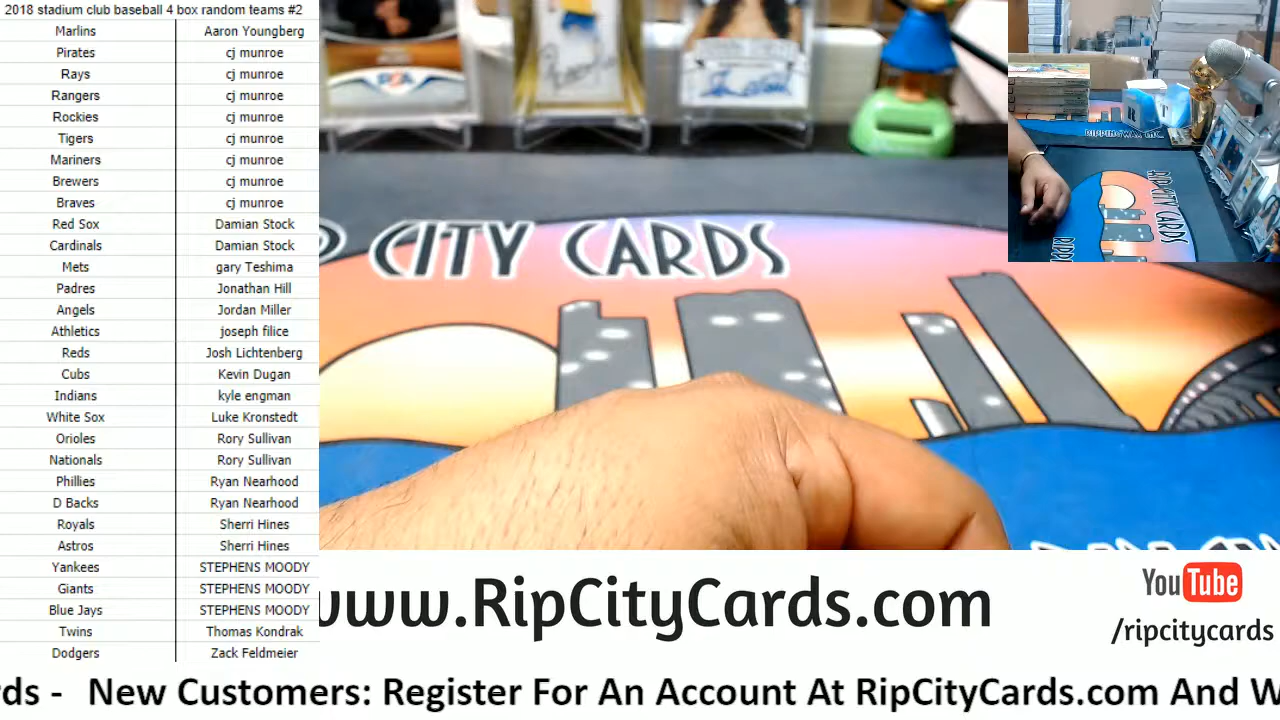 2018 stadium club baseball 4 box random teams #2
Marlins Aaron Youngberg
Pirates cj munroe
Rays cj munroe
Rangers cj munroe
Rockies cj munroe
Tigers cj munroe
Mariners cj munroe
Brewers cj munroe
Braves cj munroe
Red Sox Damian Stock
Cardinals Damian Stock
Mets gary Teshima
Padres Jonathan Hill
Angels Jordan Miller
Athletics joseph filice
Reds Josh Lichtenberg
Cubs Kevin Dugan
Indians kyle engman
White Sox Luke Kronstedt
Orioles Rory Sullivan
Nationals Rory Sullivan
Phillies Ryan Nearhood
D Backs Ryan Nearhood
Royals Sherri Hines
Astros Sherri Hines
Yankees STEPHENS MOODY
Giants STEPHENS MOODY
Blue Jays STEPHENS MOODY
Twins Thomas Kondrak
Dodgers Zack Feldmeier
P CITY CARDS
RIPPINGWAX INC.
RIP CITY CARDS
www.RipCityCards.com
YouTube
/ripcitycards
rds - New Customers: Register For An Account At RipCityCards.com And W